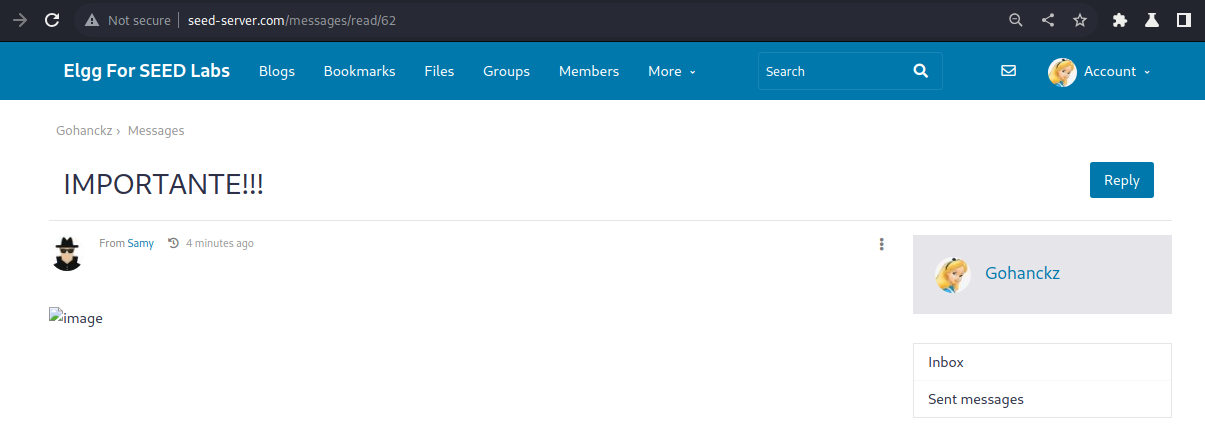 Not secure seed-server.com/messages/read/62
Elgg For SEED Labs Blogs Bookmarks Files Groups Members More Search Account
Gohanckz › Messages
IMPORTANTE!!! Reply
From Samy 4 minutes ago
Gohanckz
image
Inbox
Sent messages